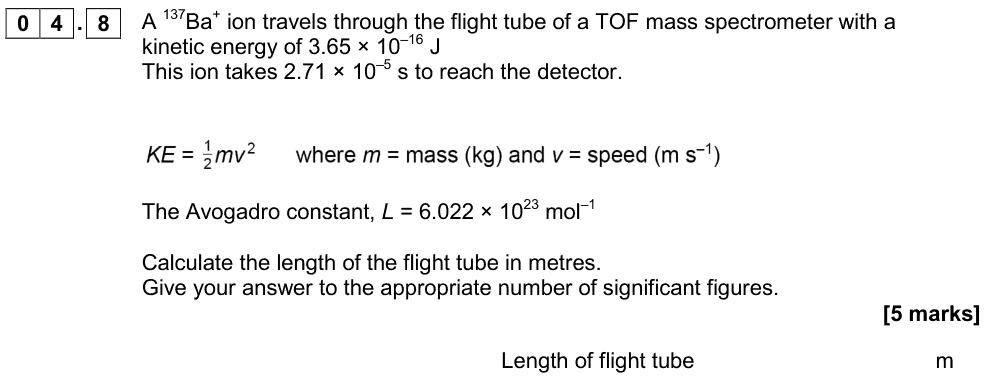 0 4 . 8 A ¹³⁷Ba⁺ ion travels through the flight tube of a TOF mass spectrometer with a
kinetic energy of 3.65 × 10⁻¹⁶ J
This ion takes 2.71 × 10⁻⁵ s to reach the detector.
KE = ½mv² where m = mass (kg) and v = speed (m s⁻¹)
The Avogadro constant, L = 6.022 × 10²³ mol⁻¹
Calculate the length of the flight tube in metres.
Give your answer to the appropriate number of significant figures.
[5 marks]
Length of flight tube m